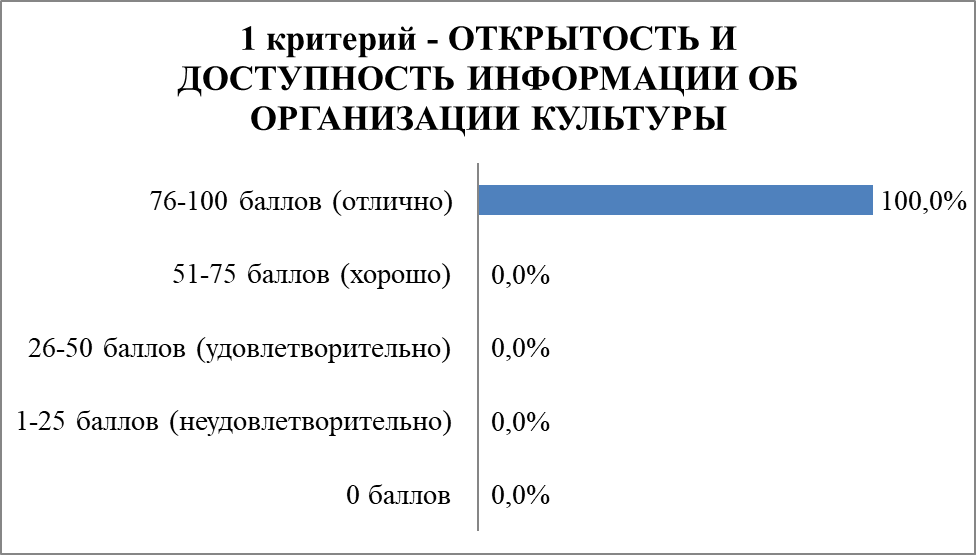 1 критерий - ОТКРЫТОСТЬ И
ДОСТУПНОСТЬ ИНФОРМАЦИИ ОБ
ОРГАНИЗАЦИИ КУЛЬТУРЫ
76-100 баллов (отлично) 100,0%
51-75 баллов (хорошо) 0,0%
26-50 баллов (удовлетворительно) 0,0%
1-25 баллов (неудовлетворительно) 0,0%
0 баллов 0,0%